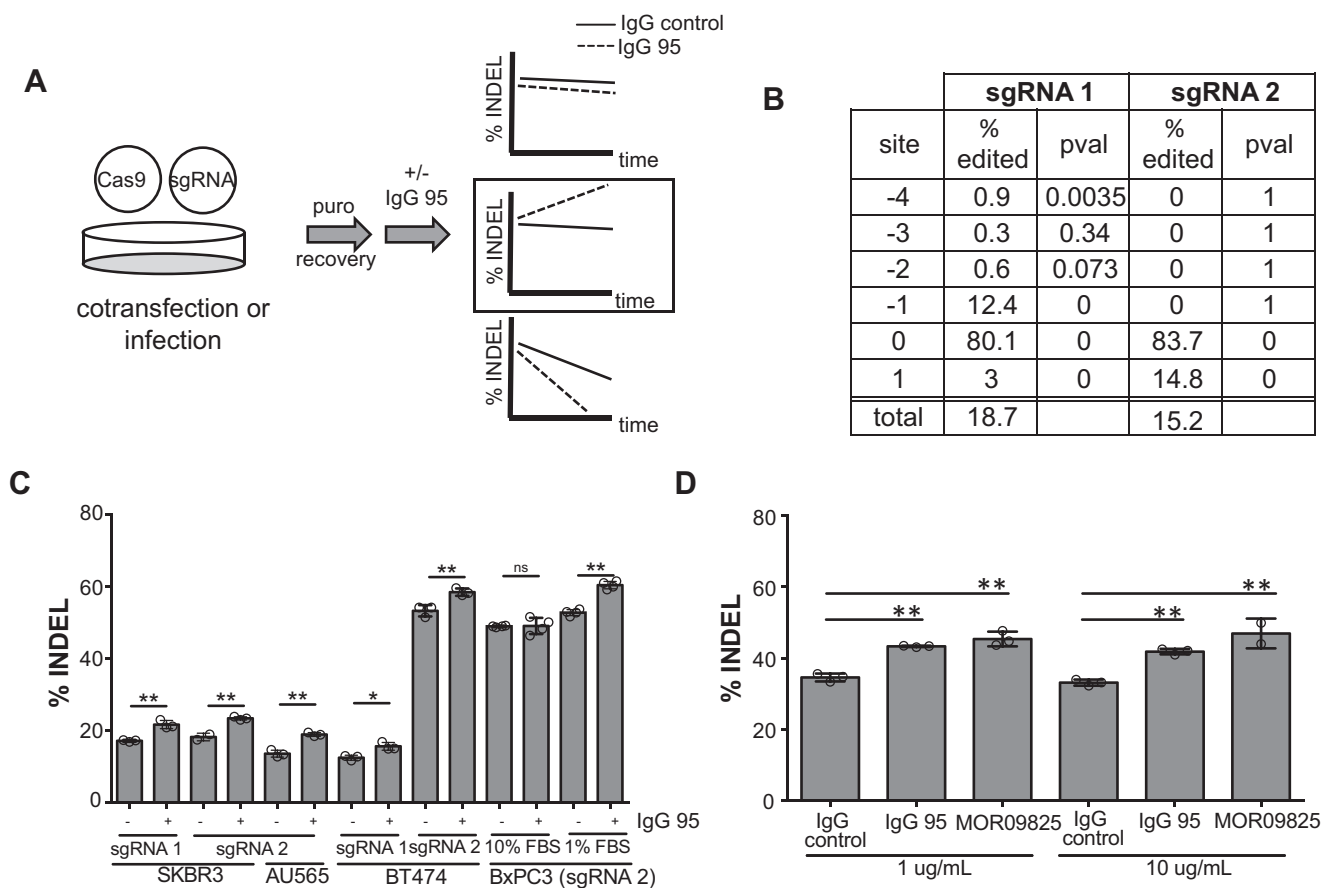 A
Cas9
sgRNA
cotransfection or
infection
puro
recovery
+/-
IgG 95
IgG control
IgG 95
% INDEL
time
% INDEL
time
% INDEL
time
B
sgRNA 1 sgRNA 2
site % edited pval % edited pval
-4 0.9 0.0035 0 1
-3 0.3 0.34 0 1
-2 0.6 0.073 0 1
-1 12.4 0 0 1
0 80.1 0 83.7 0
1 3 0 14.8 0
total 18.7 15.2
C
% INDEL
80
60
40
20
0
** ** ** * ** ns **
- + - + - + - + - + - + - + IgG 95
sgRNA 1 sgRNA 2 sgRNA 1 sgRNA 2 10% FBS 1% FBS
SKBR3 AU565 BT474 BxPC3 (sgRNA 2)
D
% INDEL
80
60
40
20
0
** **
** **
IgG control IgG 95 MOR09825 IgG control IgG 95 MOR09825
1 ug/mL 10 ug/mL